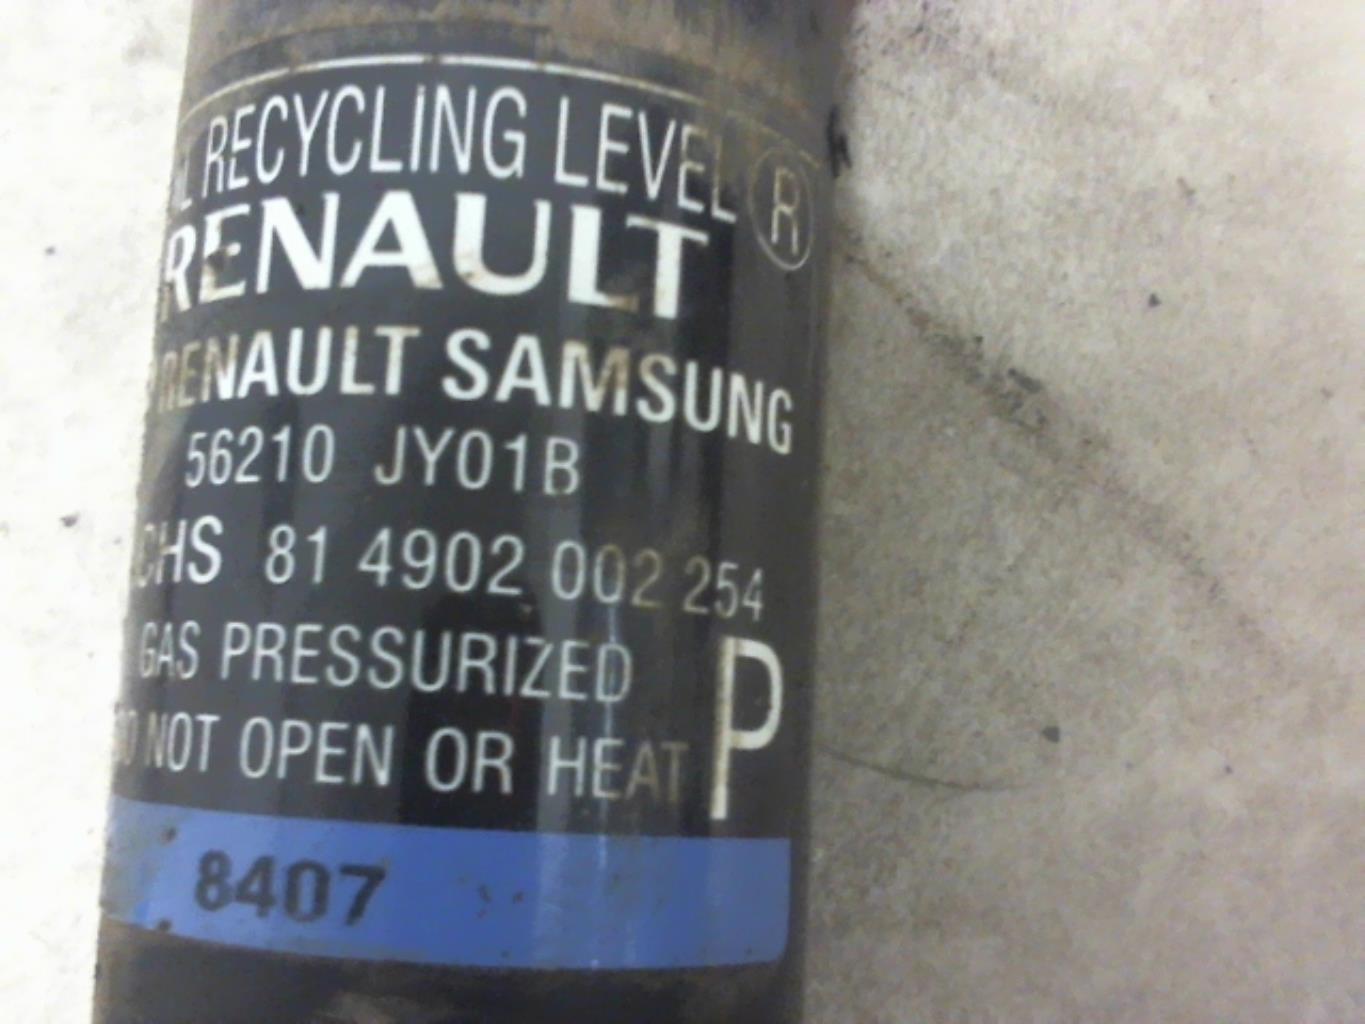 RECYCLING LEVEL R
RENAULT
RENAULT SAMSUNG
56210 JY01B
CHS 81 4902 002 254
GAS PRESSURIZED P
DO NOT OPEN OR HEAT
8407